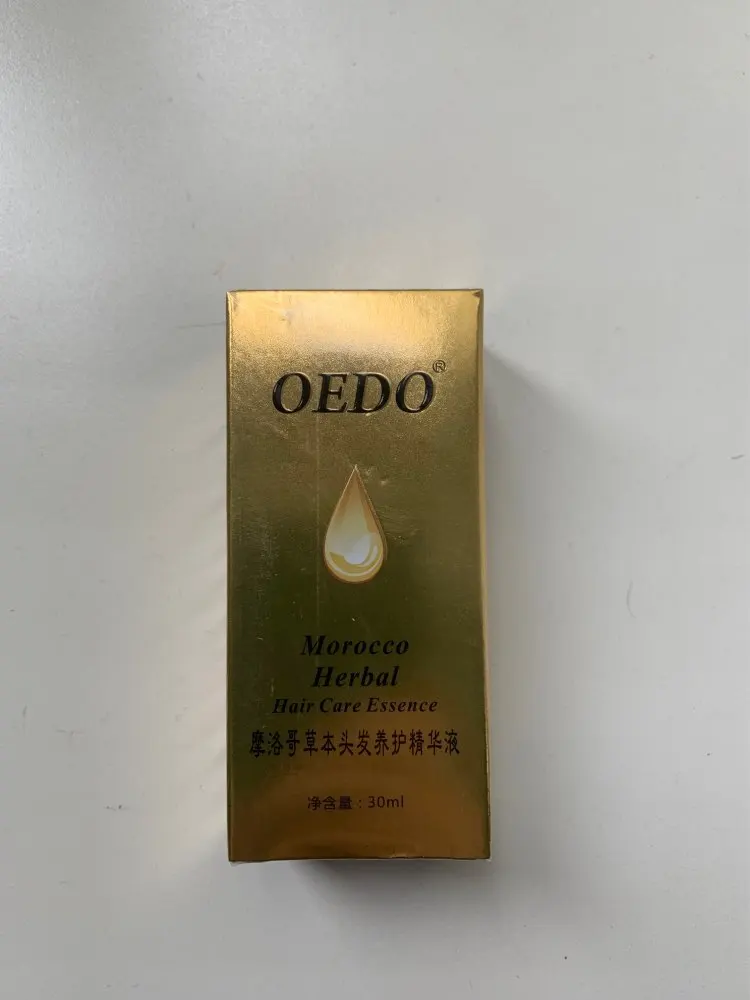 OEDO®
Morocco
Herbal
Hair Care Essence
摩洛哥草本头发养护精华液
净含量：30ml